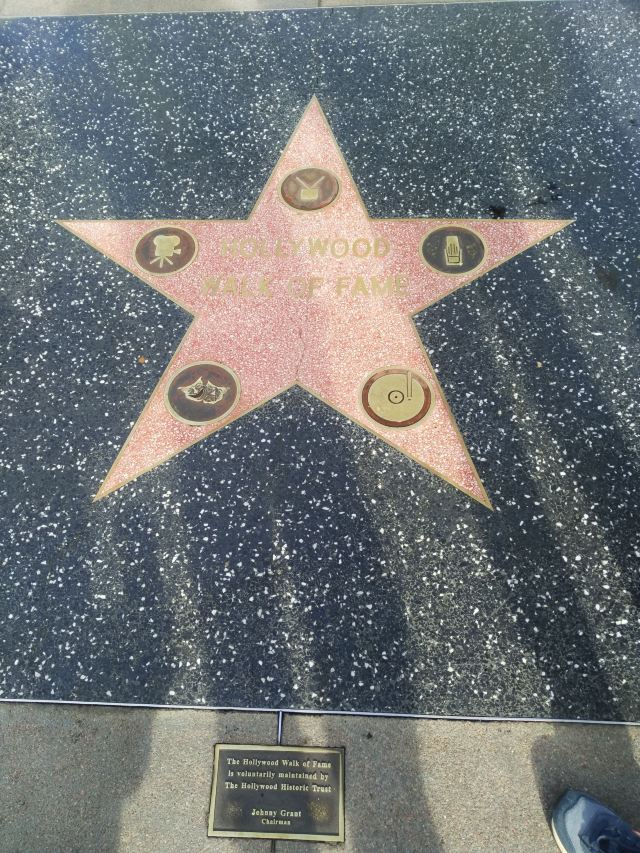 HOLLYWOOD
WALK OF FAME
The Hollywood Walk of Fame
is voluntarily maintained by
The Hollywood Historic Trust
Johnny Grant
Chairman